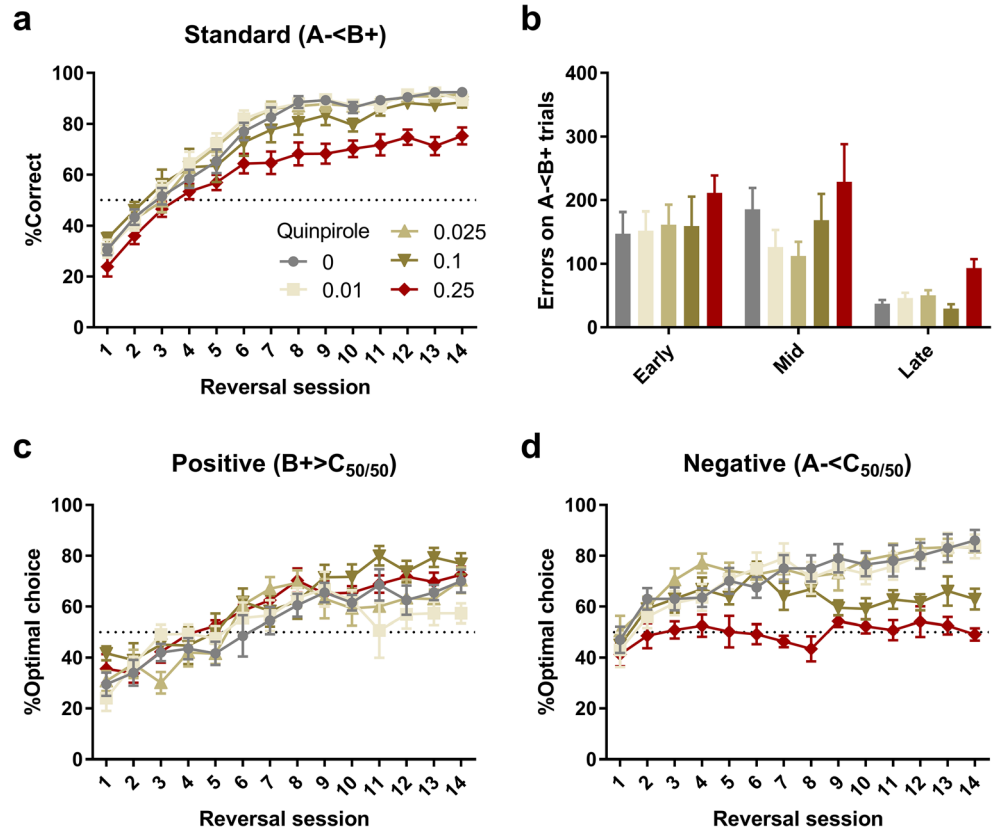 a
Standard (A-<B+)
%Correct
100
80
60
40
20
0
Quinpirole
0
0.01
0.025
0.1
0.25
1 2 3 4 5 6 7 8 9 10 11 12 13 14
Reversal session
b
Errors on A-<B+ trials
400
300
200
100
0
Early Mid Late
c
Positive (B+>C50/50)
%Optimal choice
100
80
60
40
20
0
1 2 3 4 5 6 7 8 9 10 11 12 13 14
Reversal session
d
Negative (A-<C50/50)
%Optimal choice
100
80
60
40
20
0
1 2 3 4 5 6 7 8 9 10 11 12 13 14
Reversal session